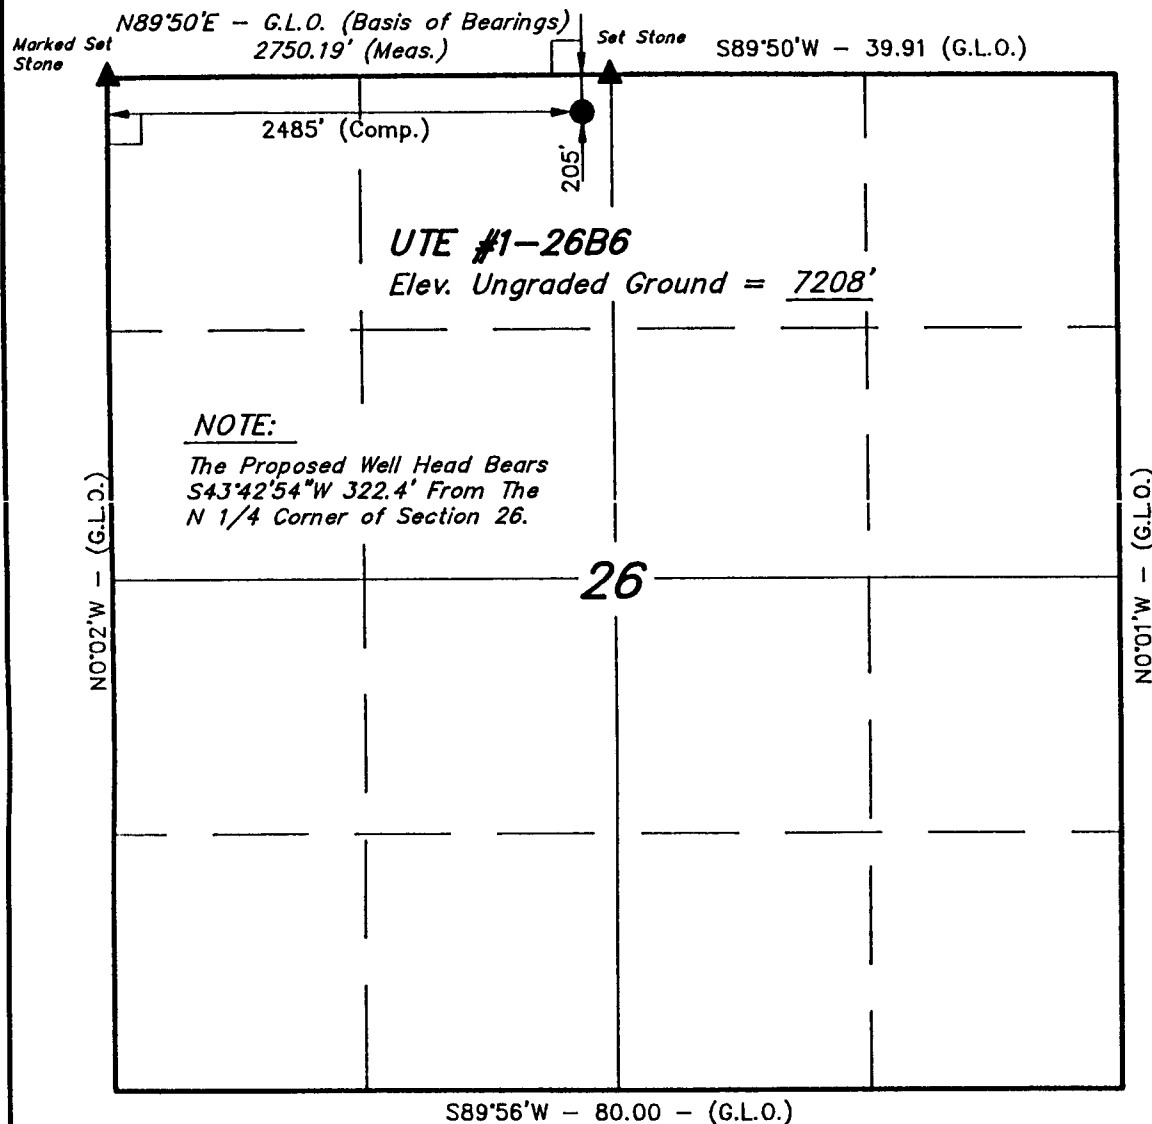 N89°50'E - G.L.O. (Basis of Bearings)
2750.19' (Meas.)
Marked Set
Stone
Set Stone
S89°50'W - 39.91 (G.L.O.)
2485' (Comp.)
205'
UTE #1-26B6
Elev. Ungraded Ground = 7208'
NOTE:
The Proposed Well Head Bears
S43°42'54"W 322.4' From The
N 1/4 Corner of Section 26.
N0°02'W - (G.L.O.)
26
N0°01'W - (G.L.O.)
S89°56'W - 80.00 - (G.L.O.)